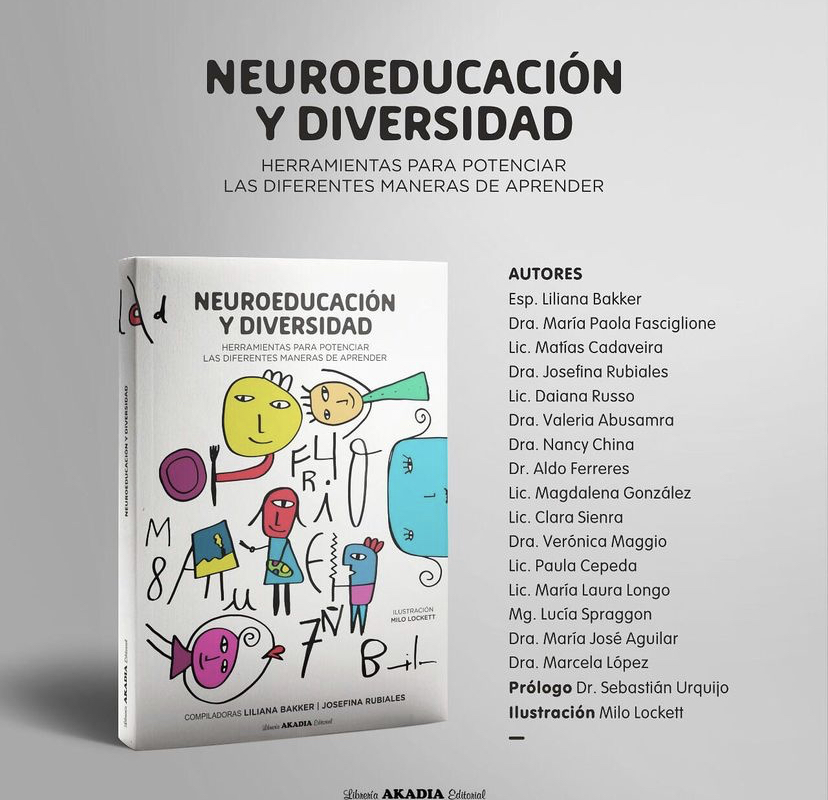 NEUROEDUCACIÓN
Y DIVERSIDAD
HERRAMIENTAS PARA POTENCIAR
LAS DIFERENTES MANERAS DE APRENDER
NEUROEDUCACIÓN Y DIVERSIDAD
Librería AKADIA Editorial
NEUROEDUCACIÓN
Y DIVERSIDAD
HERRAMIENTAS PARA POTENCIAR
LAS DIFERENTES MANERAS DE APRENDER
ILUSTRACIÓN
MILO LOCKETT
COMPILADORAS LILIANA BAKKER | JOSEFINA RUBIALES
Librería AKADIA Editorial
AUTORES
Esp. Liliana Bakker
Dra. María Paola Fasciglione
Lic. Matías Cadaveira
Dra. Josefina Rubiales
Lic. Daiana Russo
Dra. Valeria Abusamra
Dra. Nancy China
Dr. Aldo Ferreres
Lic. Magdalena González
Lic. Clara Sienra
Dra. Verónica Maggio
Lic. Paula Cepeda
Lic. María Laura Longo
Mg. Lucía Spraggon
Dra. María José Aguilar
Dra. Marcela López
Prólogo Dr. Sebastián Urquijo
Ilustración Milo Lockett
Librería AKADIA Editorial